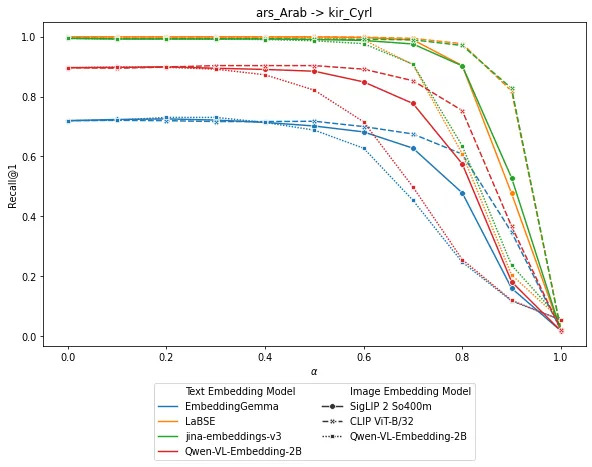 ars_Arab -> kir_Cyrl
1.0
0.8
0.6
0.4
0.2
0.0
Recall@1
0.0 0.2 0.4 0.6 0.8 1.0
α
Text Embedding Model Image Embedding Model
EmbeddingGemma SigLIP 2 So400m
LaBSE CLIP ViT-B/32
jina-embeddings-v3 Qwen-VL-Embedding-2B
Qwen-VL-Embedding-2B